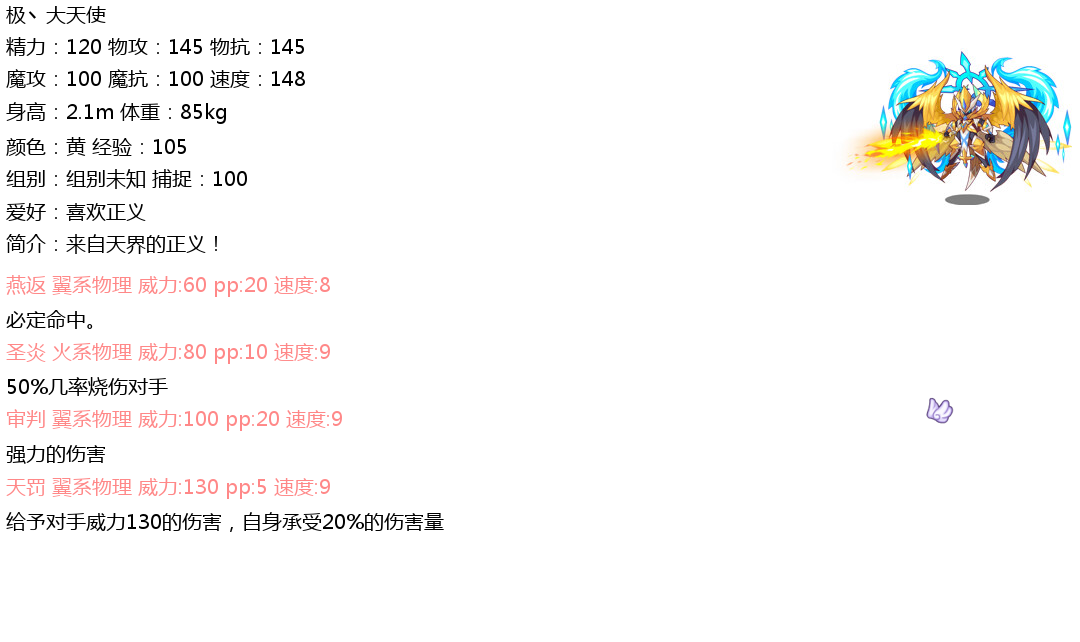 极丶大天使
精力：120 物攻：145 物抗：145
魔攻：100 魔抗：100 速度：148
身高：2.1m 体重：85kg
颜色：黄 经验：105
组别：组别未知 捕捉：100
爱好：喜欢正义
简介：来自天界的正义！
燕返 翼系物理 威力:60 pp:20 速度:8
必定命中。
圣炎 火系物理 威力:80 pp:10 速度:9
50%几率烧伤对手
审判 翼系物理 威力:100 pp:20 速度:9
强力的伤害
天罚 翼系物理 威力:130 pp:5 速度:9
给予对手威力130的伤害，自身承受20%的伤害量